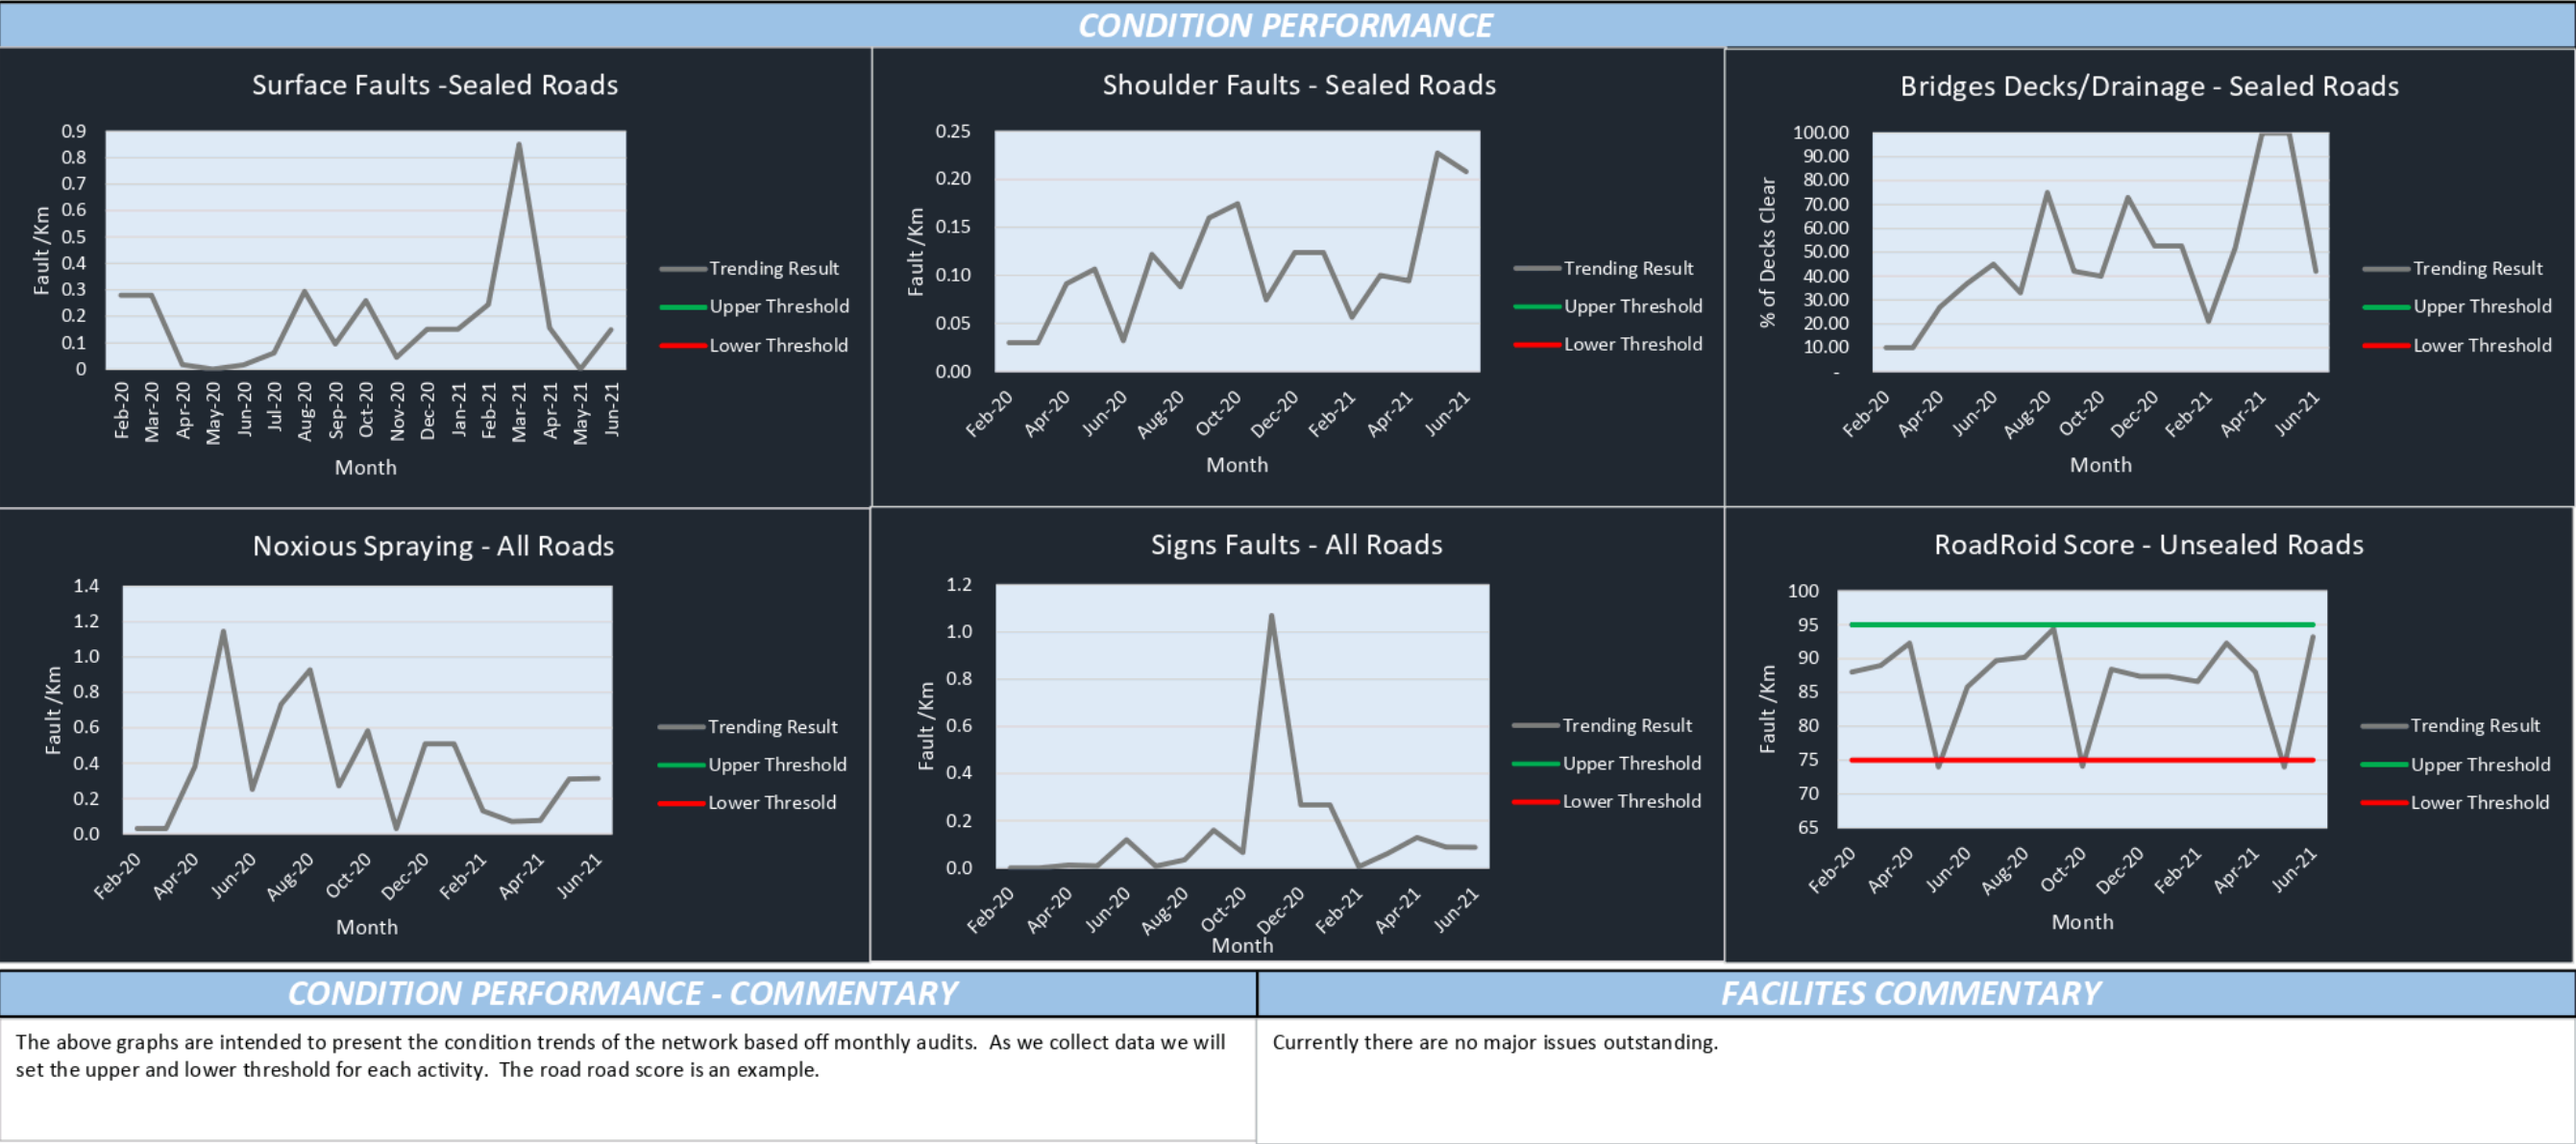 CONDITION PERFORMANCE
Surface Faults -Sealed Roads
Fault /Km
0.9
0.8
0.7
0.6
0.5
0.4
0.3
0.2
0.1
0
Feb-20
Mar-20
Apr-20
May-20
Jun-20
Jul-20
Aug-20
Sep-20
Oct-20
Nov-20
Dec-20
Jan-21
Feb-21
Mar-21
Apr-21
May-21
Jun-21
Month
Trending Result
Upper Threshold
Lower Threshold
Shoulder Faults - Sealed Roads
Fault /Km
0.25
0.20
0.15
0.10
0.05
0.00
Feb-20
Apr-20
Jun-20
Aug-20
Oct-20
Dec-20
Feb-21
Apr-21
Jun-21
Month
Trending Result
Upper Threshold
Lower Threshold
Bridges Decks/Drainage - Sealed Roads
% of Decks Clear
100.00
90.00
80.00
70.00
60.00
50.00
40.00
30.00
20.00
10.00
-
Feb-20
Apr-20
Jun-20
Aug-20
Oct-20
Dec-20
Feb-21
Apr-21
Jun-21
Month
Trending Result
Upper Threshold
Lower Threshold
Noxious Spraying - All Roads
Fault /Km
1.4
1.2
1.0
0.8
0.6
0.4
0.2
0.0
Feb-20
Apr-20
Jun-20
Aug-20
Oct-20
Dec-20
Feb-21
Apr-21
Jun-21
Month
Trending Result
Upper Threshold
Lower Thresold
Signs Faults - All Roads
Fault /Km
1.2
1.0
0.8
0.6
0.4
0.2
0.0
Feb-20
Apr-20
Jun-20
Aug-20
Oct-20
Dec-20
Feb-21
Apr-21
Jun-21
Month
Trending Result
Upper Threshold
Lower Threshold
RoadRoid Score - Unsealed Roads
Fault /Km
100
95
90
85
80
75
70
65
Feb-20
Apr-20
Jun-20
Aug-20
Oct-20
Dec-20
Feb-21
Apr-21
Jun-21
Month
Trending Result
Upper Threshold
Lower Threshold
CONDITION PERFORMANCE - COMMENTARY
The above graphs are intended to present the condition trends of the network based off monthly audits.  As we collect data we will
set the upper and lower threshold for each activity.  The road road score is an example.
FACILITES COMMENTARY
Currently there are no major issues outstanding.